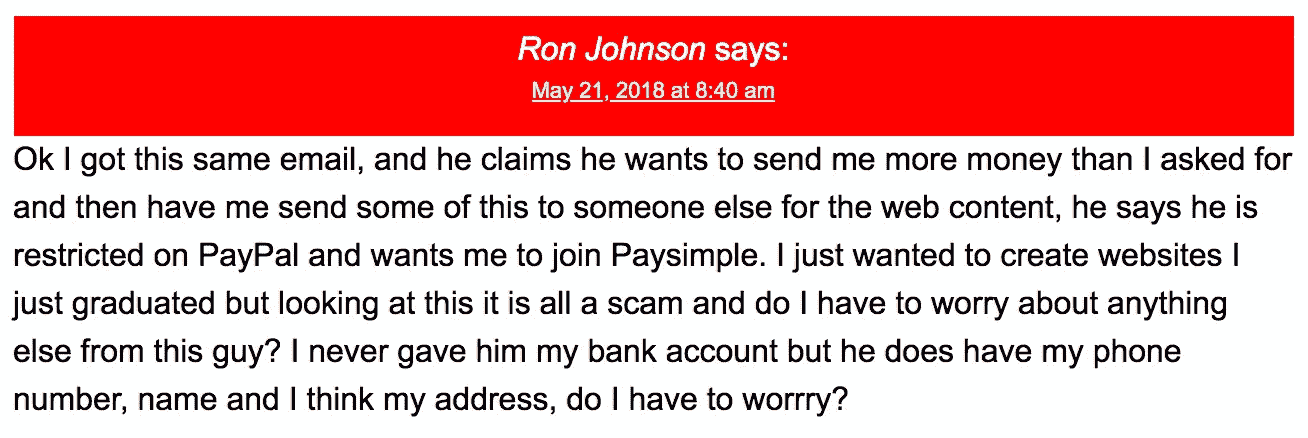 Ron Johnson says:
May 21, 2018 at 8:40 am
Ok I got this same email, and he claims he wants to send me more money than I asked for
and then have me send some of this to someone else for the web content, he says he is
restricted on PayPal and wants me to join Paysimple. I just wanted to create websites I
just graduated but looking at this it is all a scam and do I have to worry about anything
else from this guy? I never gave him my bank account but he does have my phone
number, name and I think my address, do I have to worrry?